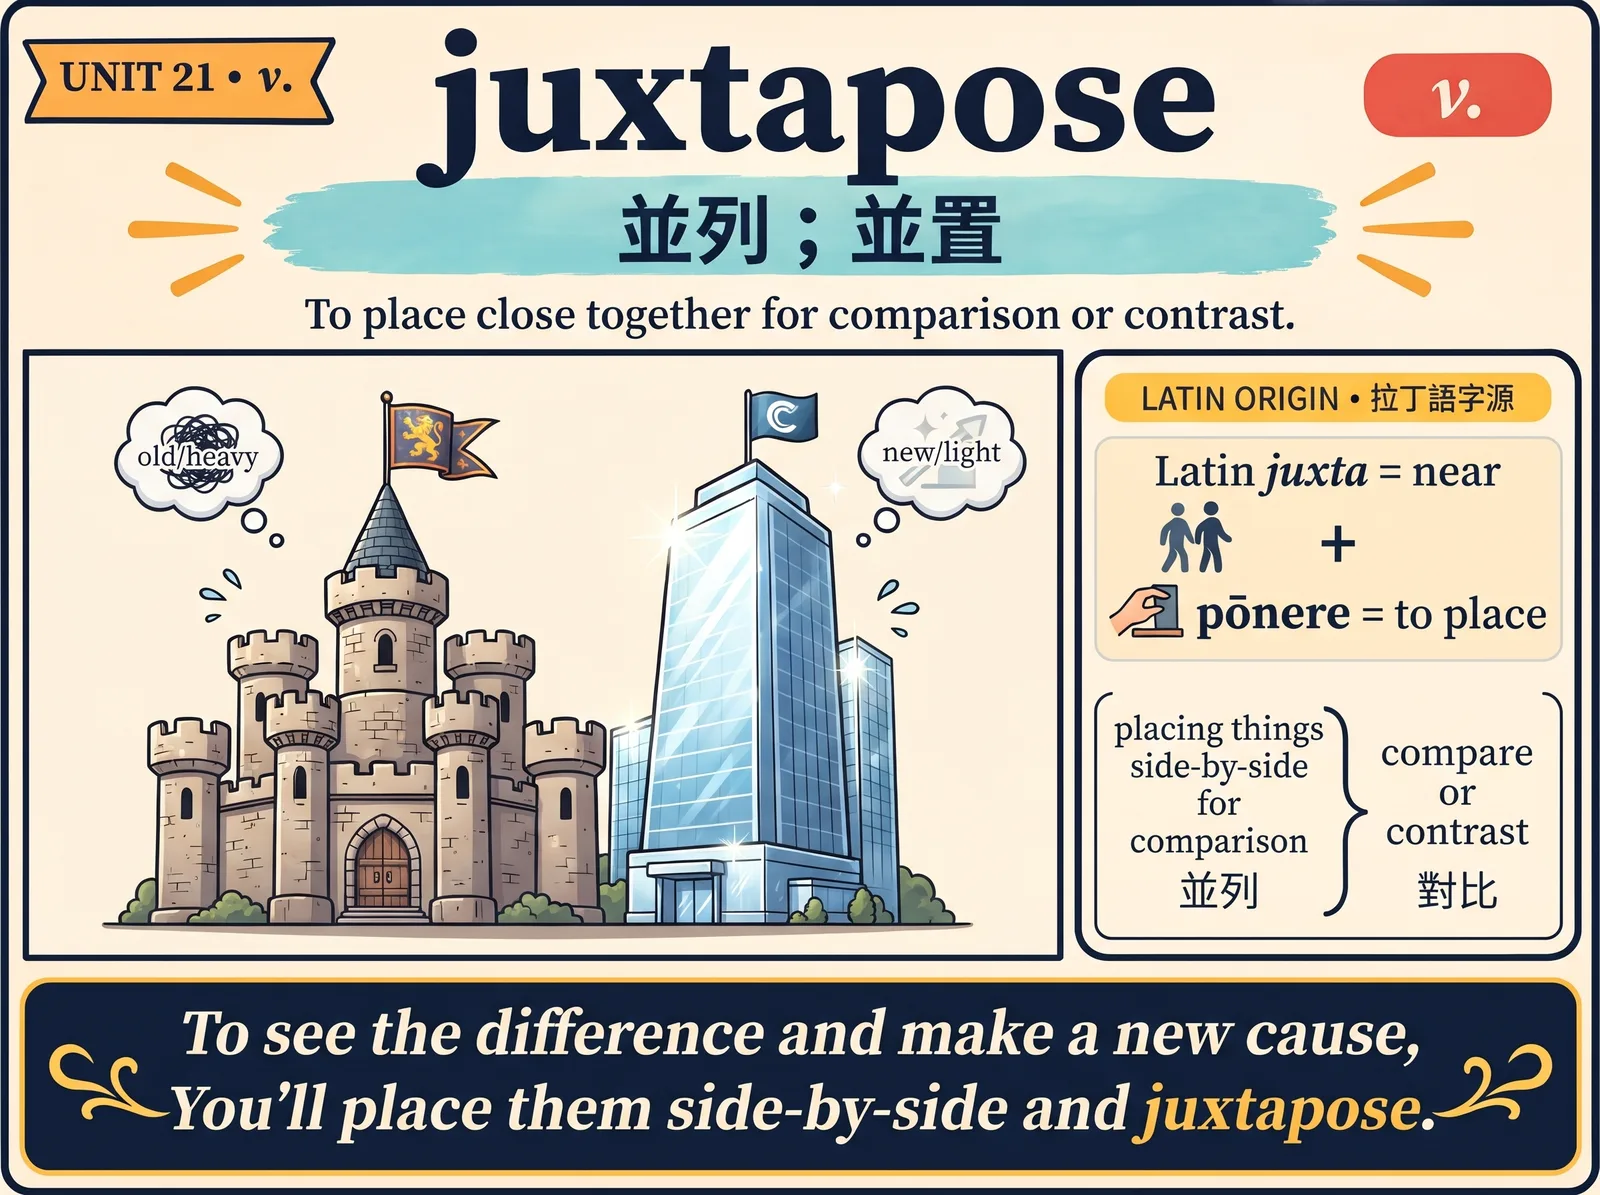 UNIT 21 • v.
juxtapose
v.
並列；並置
To place close together for comparison or contrast.
old/heavy
C
new/light
LATIN ORIGIN • 拉丁語字源
Latin juxta = near
+
pōnere = to place
placing things
side-by-side
for
comparison
並列
compare
or
contrast
對比
To see the difference and make a new cause,
You’ll place them side-by-side and juxtapose.